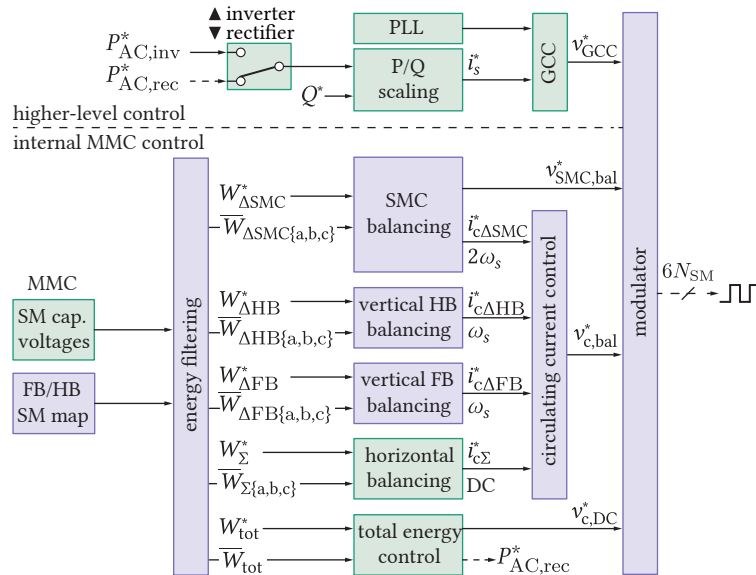 ▲ inverter
▼ rectifier
P*AC,inv
P*AC,rec
Q*
PLL
P/Q
scaling
i*s
GCC
v*GCC
higher-level control
internal MMC control
W*ΔSMC
W̅ΔSMC{a,b,c}
SMC
balancing
v*SMC,bal
i*cΔSMC
2ωs
MMC
SM cap.
voltages
FB/HB
SM map
energy filtering
W*ΔHB
W̅ΔHB{a,b,c}
vertical HB
balancing
i*cΔHB
ωs
W*ΔFB
W̅ΔFB{a,b,c}
vertical FB
balancing
i*cΔFB
ωs
W*Σ
W̅Σ{a,b,c}
horizontal
balancing
i*cΣ
DC
circulating current control
v*c,bal
W*tot
W̅tot
total energy
control
v*c,DC
P*AC,rec
modulator
6NSM